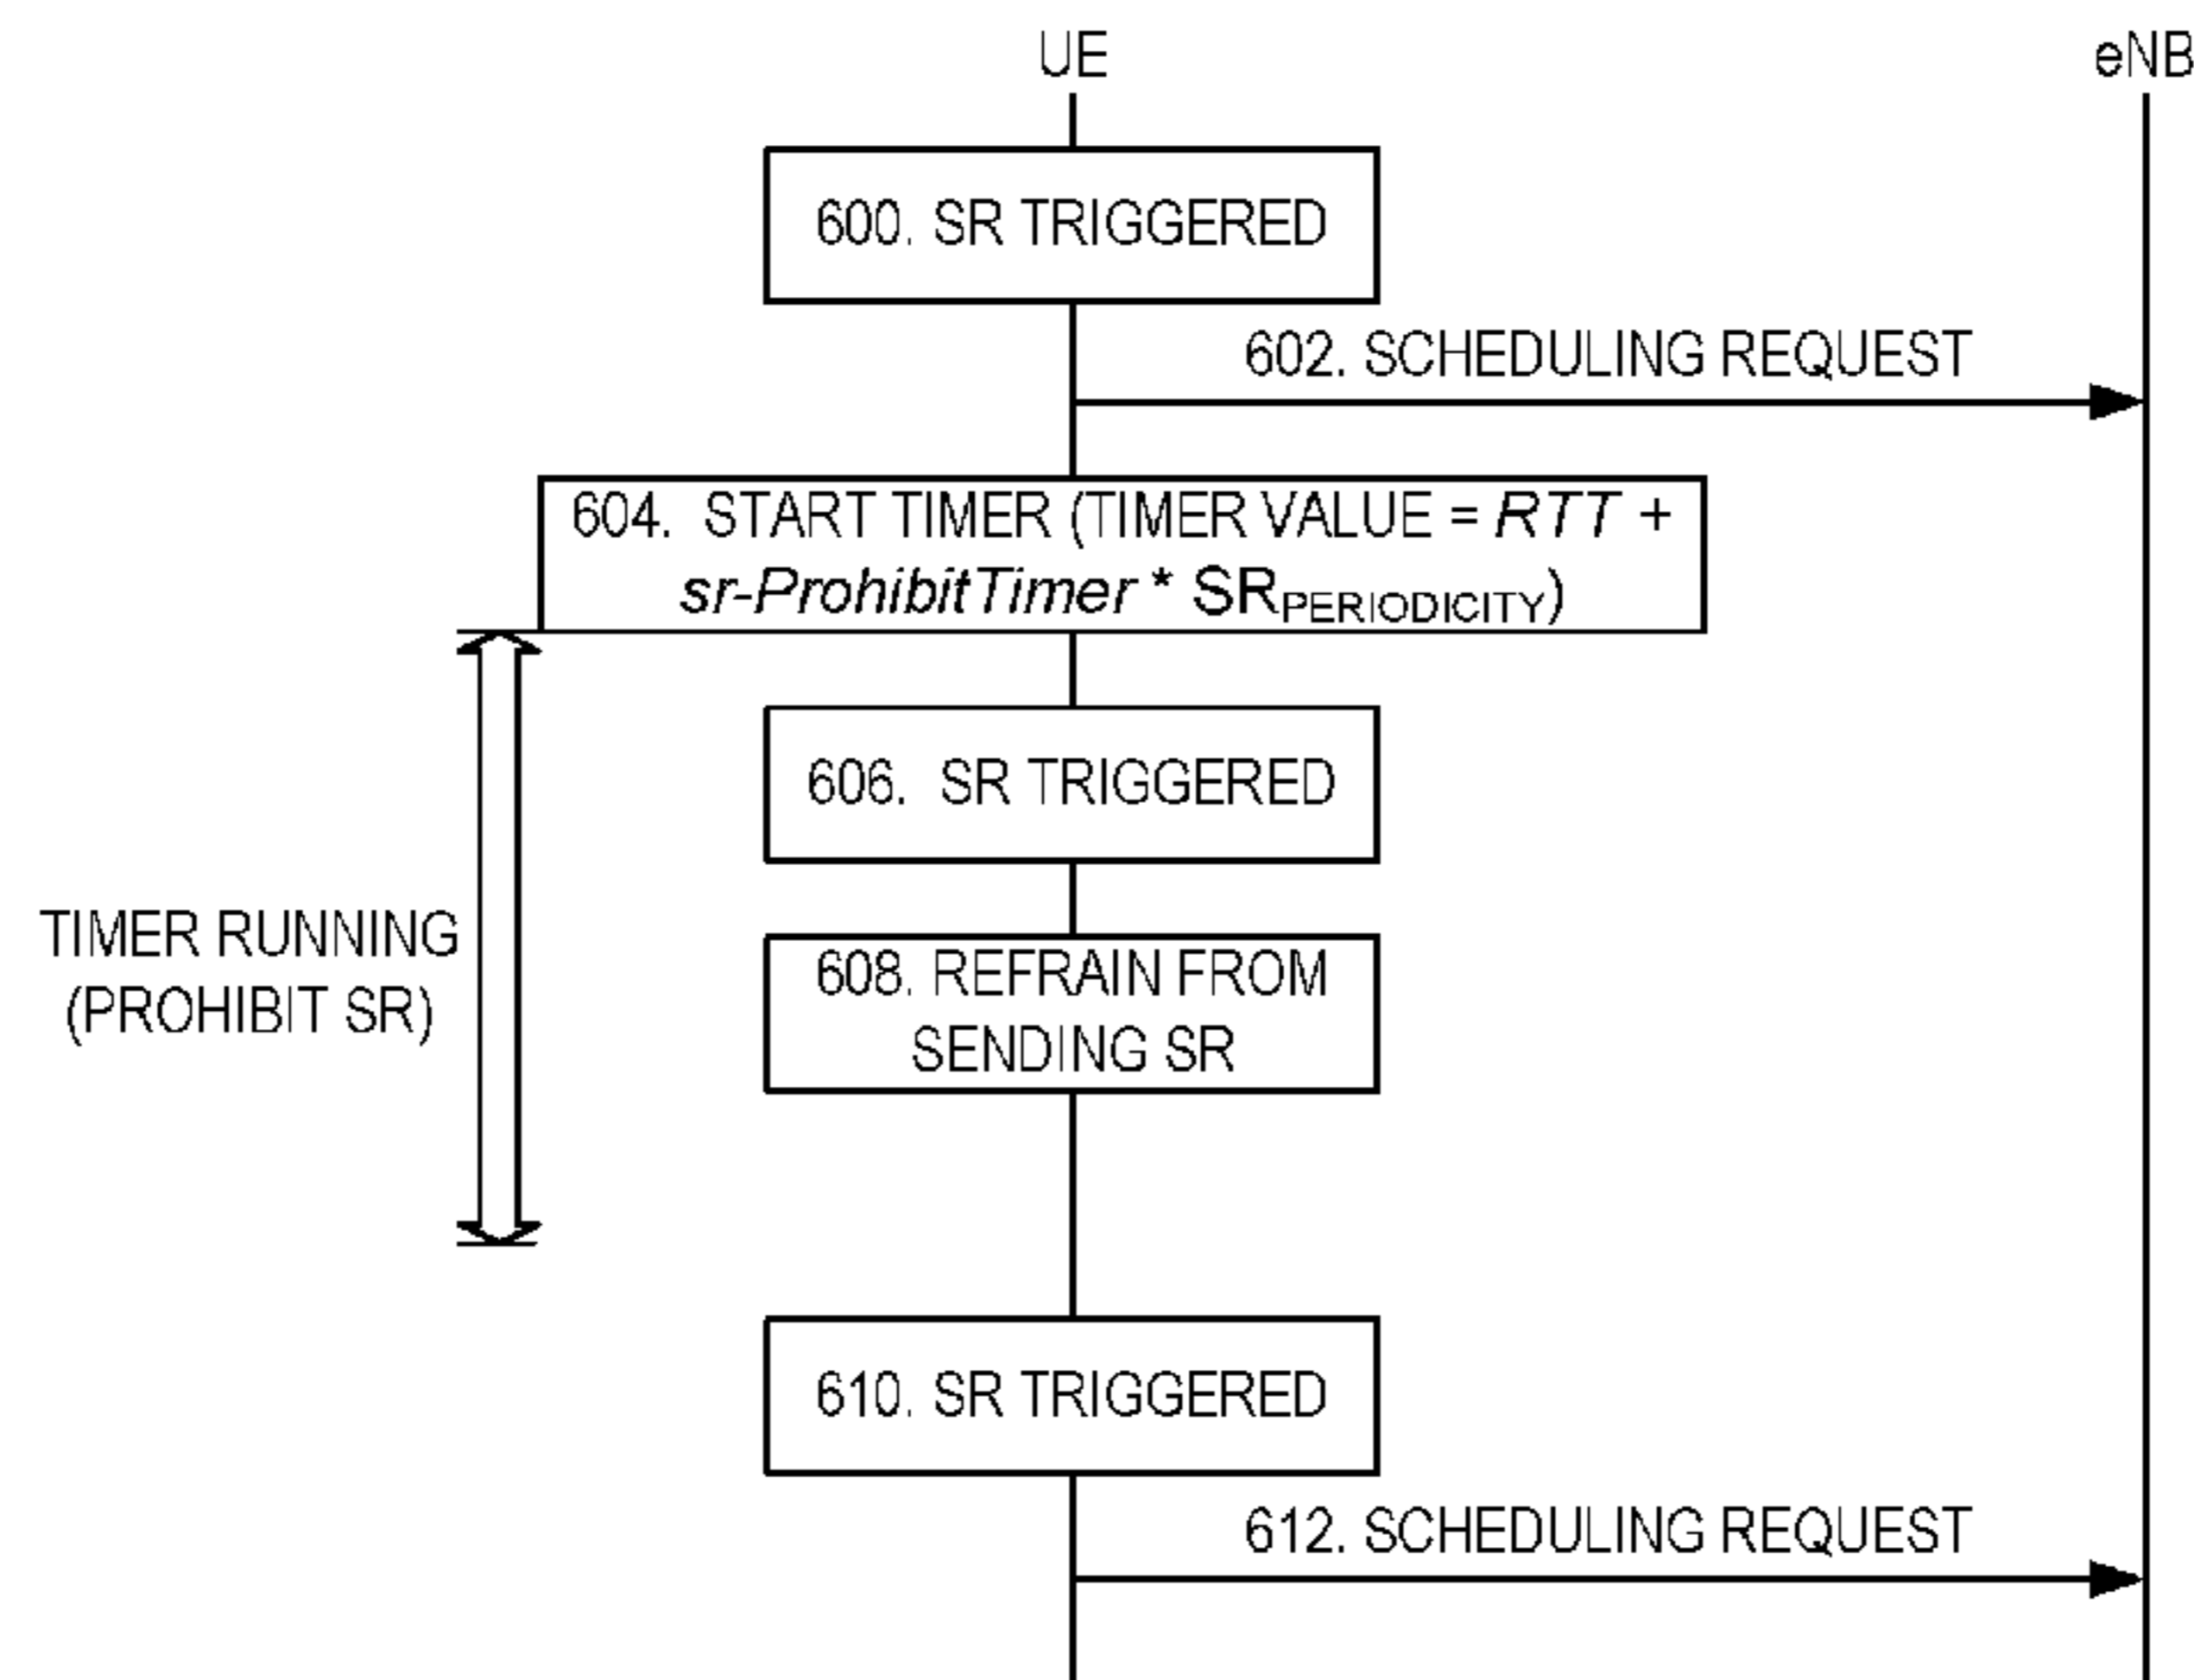 UE
eNB
600. SR TRIGGERED
602. SCHEDULING REQUEST
604. START TIMER (TIMER VALUE = RTT +
sr-ProhibitTimer * SRPERIODICITY)
606. SR TRIGGERED
TIMER RUNNING
(PROHIBIT SR)
608. REFRAIN FROM
SENDING SR
610. SR TRIGGERED
612. SCHEDULING REQUEST